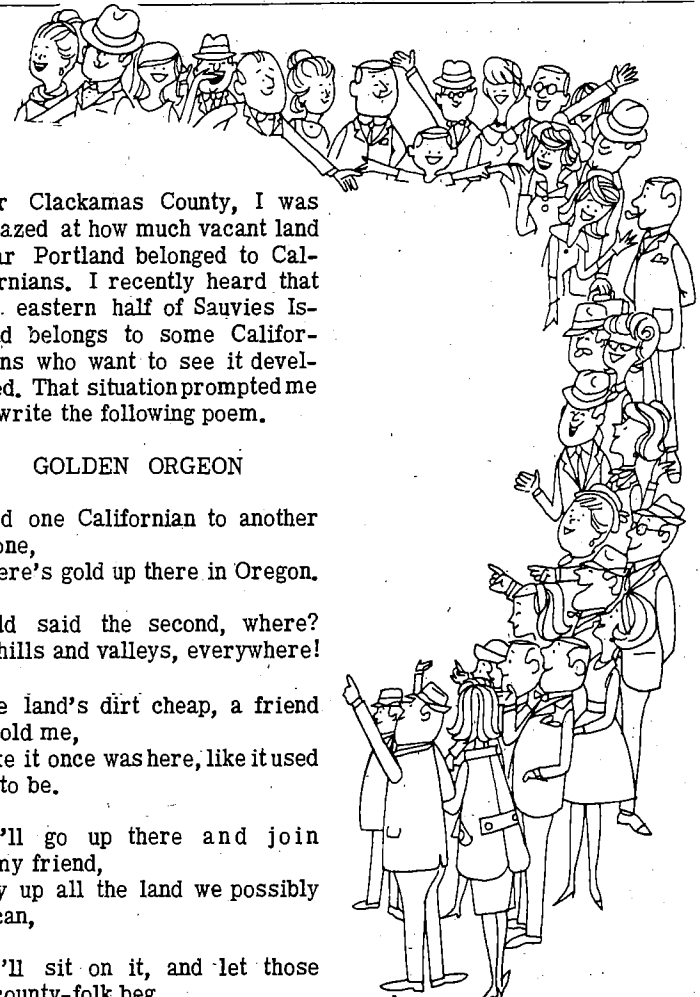 r Clackamas County, I was
azed at how much vacant land
ar Portland belonged to Cal-
rnians. I recently heard that
. eastern half of Sauvies Is-
d belongs to some Califor-
ns who want to see it devel-
ed. That situation prompted me
write the following poem.
GOLDEN ORGEON
d one Californian to another
one,
ere's gold up there in Oregon.
ld said the second, where?
hills and valleys, everywhere!
e land's dirt cheap, a friend
told me,
te it once was here, like it used
to be.
'll go up there and join
my friend,
y up all the land we possibly
can,
'll sit on it, and let those
county-folk beg